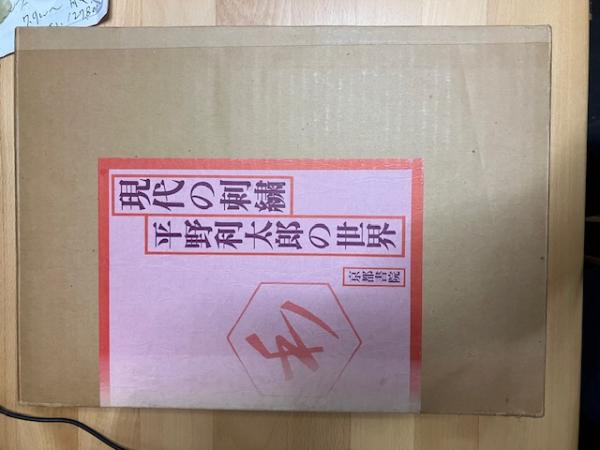 現代の刺繍
平野利太郎の世界
京都書院
利